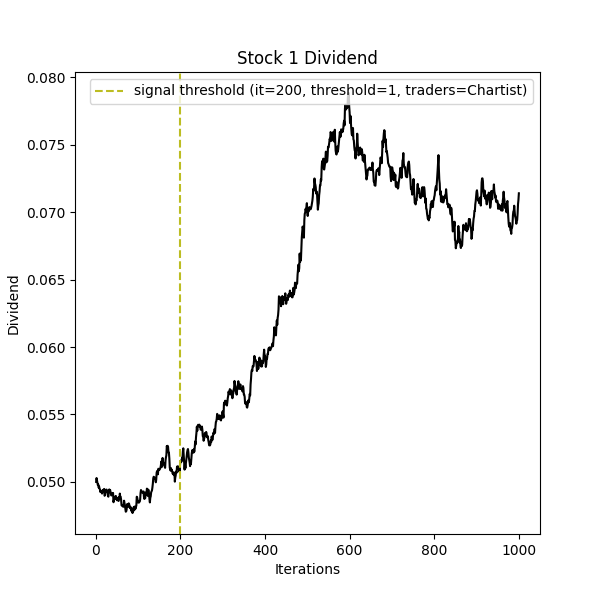 Stock 1 Dividend
signal threshold (it=200, threshold=1, traders=Chartist)
0.080
0.075
0.070
0.065
0.060
0.055
0.050
Dividend
0 200 400 600 800 1000
Iterations